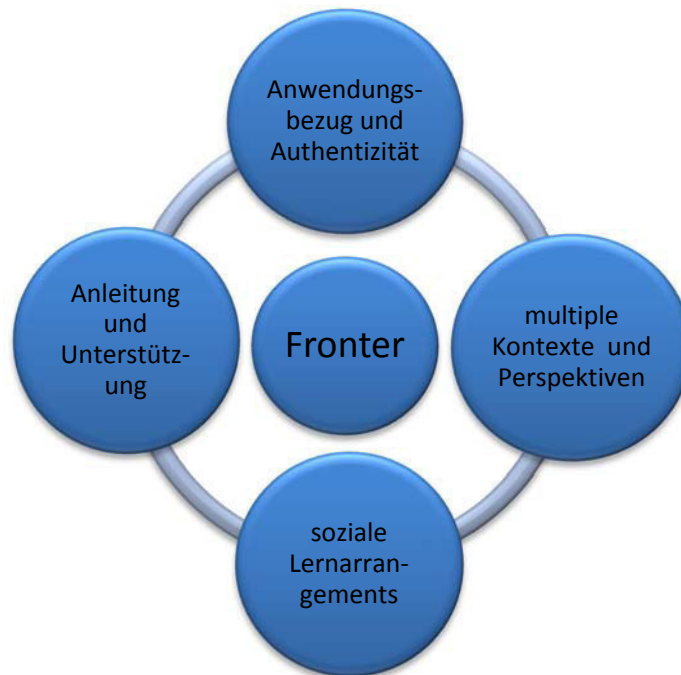 Anwendungs-
bezug und
Authentizität
Anleitung
und
Unterstütz-
ung
Fronter
multiple
Kontexte und
Perspektiven
soziale
Lernarran-
gements